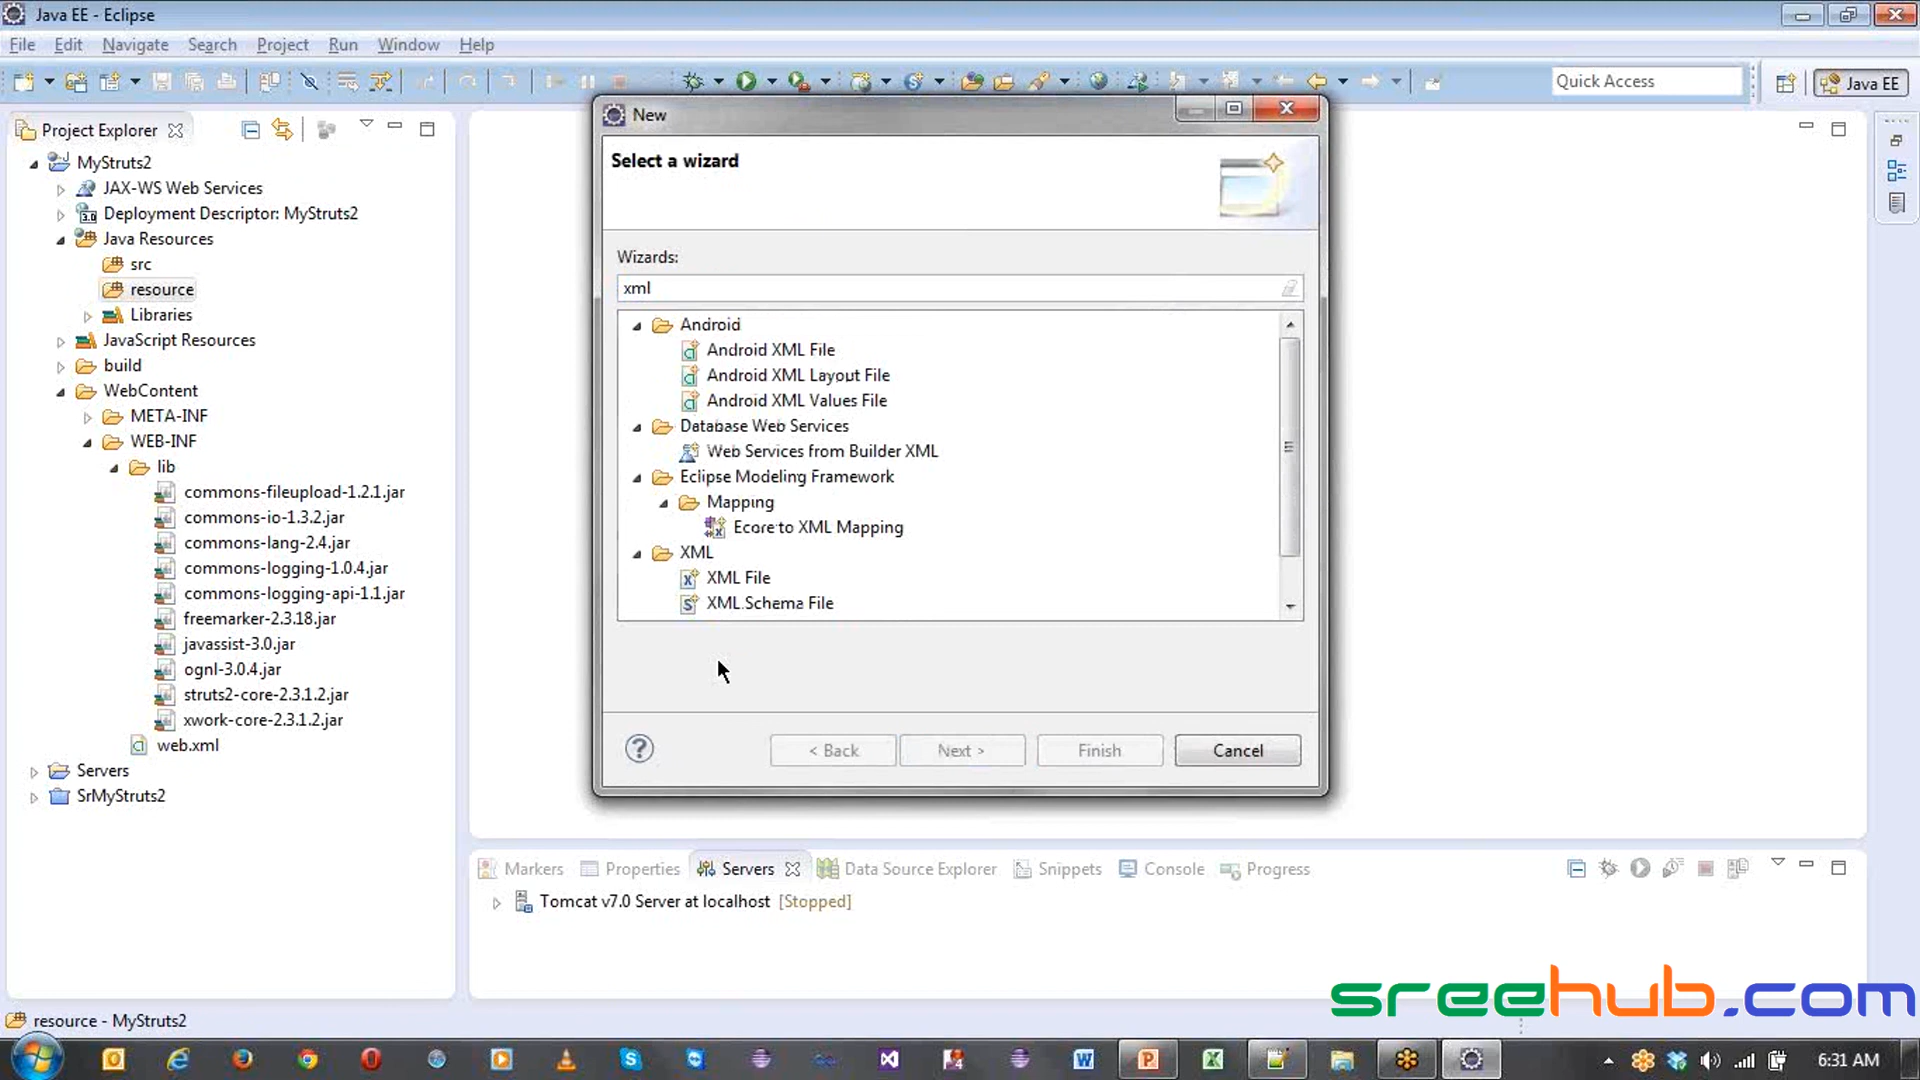 Java EE - Eclipse
File Edit Navigate Search Project Run Window Help
Quick Access
Java EE
Project Explorer
MyStruts2
JAX-WS Web Services
3.0 Deployment Descriptor: MyStruts2
Java Resources
src
resource
Libraries
JavaScript Resources
build
WebContent
META-INF
WEB-INF
lib
commons-fileupload-1.2.1.jar
commons-io-1.3.2.jar
commons-lang-2.4.jar
commons-logging-1.0.4.jar
commons-logging-api-1.1.jar
freemarker-2.3.18.jar
javassist-3.0.jar
ognl-3.0.4.jar
struts2-core-2.3.1.2.jar
xwork-core-2.3.1.2.jar
web.xml
Servers
SrMyStruts2
New
Select a wizard
Wizards:
xml
Android
Android XML File
Android XML Layout File
Android XML Values File
Database Web Services
Web Services from Builder XML
Eclipse Modeling Framework
Mapping
Ecore to XML Mapping
XML
XML File
XML Schema File
< Back Next > Finish Cancel
Markers Properties Servers Data Source Explorer Snippets Console Progress
Tomcat v7.0 Server at localhost [Stopped]
sreehub.com
resource - MyStruts2
6:31 AM